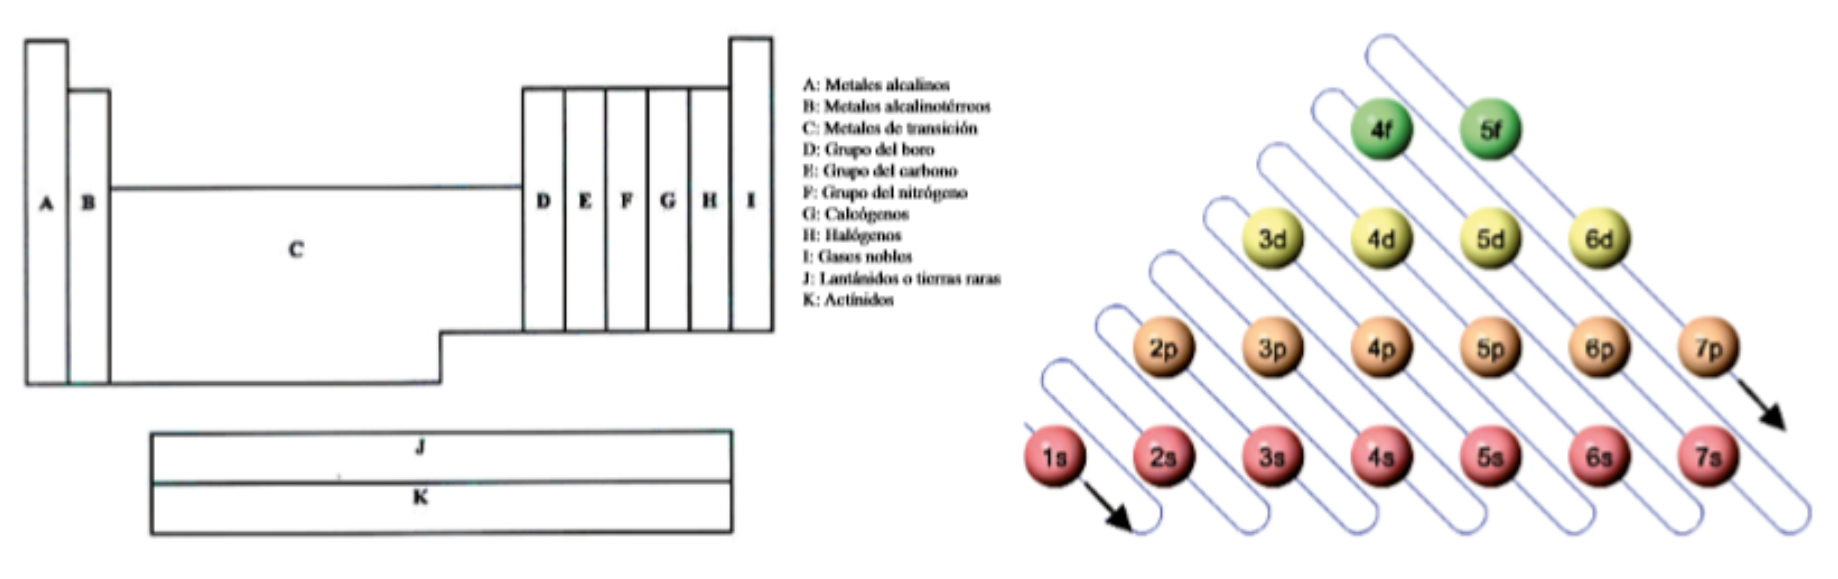 A
B
C
D
E
F
G
H
I
J
K
A: Metales alcalinos
B: Metales alcalinotérreos
C: Metales de transición
D: Grupo del boro
E: Grupo del carbono
F: Grupo del nitrógeno
G: Calcógenos
H: Halógenos
I: Gases nobles
J: Lantánidos o tierras raras
K: Actínidos
4f 5f
3d 4d 5d 6d
2p 3p 4p 5p 6p 7p
1s 2s 3s 4s 5s 6s 7s